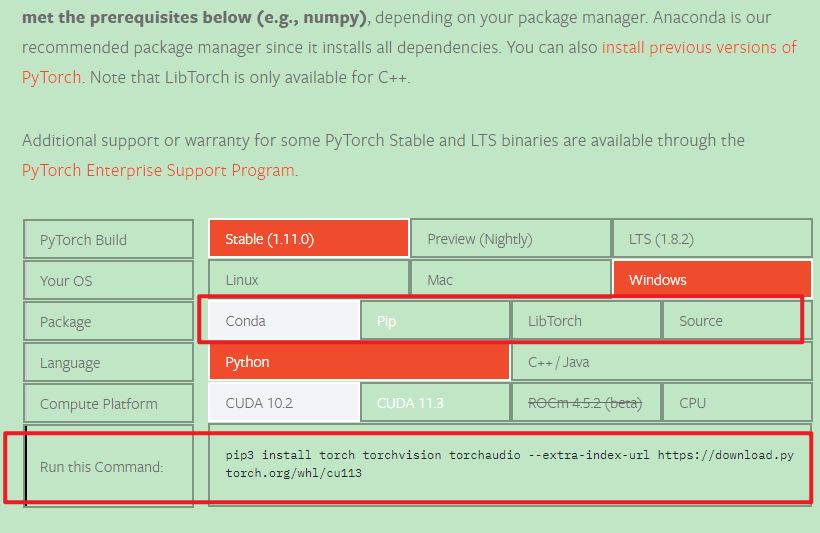 met the prerequisites below (e.g., numpy), depending on your package manager. Anaconda is our
recommended package manager since it installs all dependencies. You can also install previous versions of
PyTorch. Note that LibTorch is only available for C++.
Additional support or warranty for some PyTorch Stable and LTS binaries are available through the
PyTorch Enterprise Support Program.
PyTorch Build Stable (1.11.0) Preview (Nightly) LTS (1.8.2)
Your OS Linux Mac Windows
Package Conda Pip LibTorch Source
Language Python C++ / Java
Compute Platform CUDA 10.2 CUDA 11.3 ROCm 4.5.2 (beta) CPU
Run this Command: pip3 install torch torchvision torchaudio --extra-index-url https://download.py
torch.org/whl/cu113